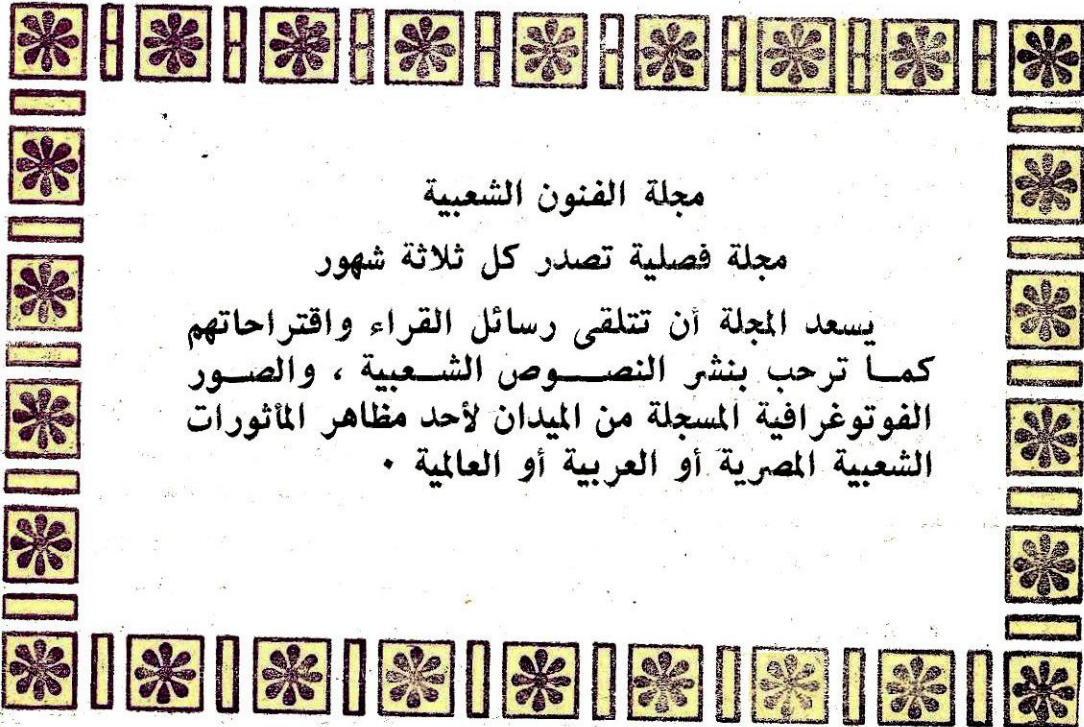 مجلة الفنون الشعبية
مجلة فصلية تصدر كل ثلاثة شهور
يسعد المجلة أن تتلقى رسائل القراء واقتراحاتهم
كما ترحب بنشر النصوص الشعبية ، والصور
الفوتوغرافية المسجلة من الميدان لأحد مظاهر المأثورات
الشعبية المصرية أو العربية أو العالمية ٠